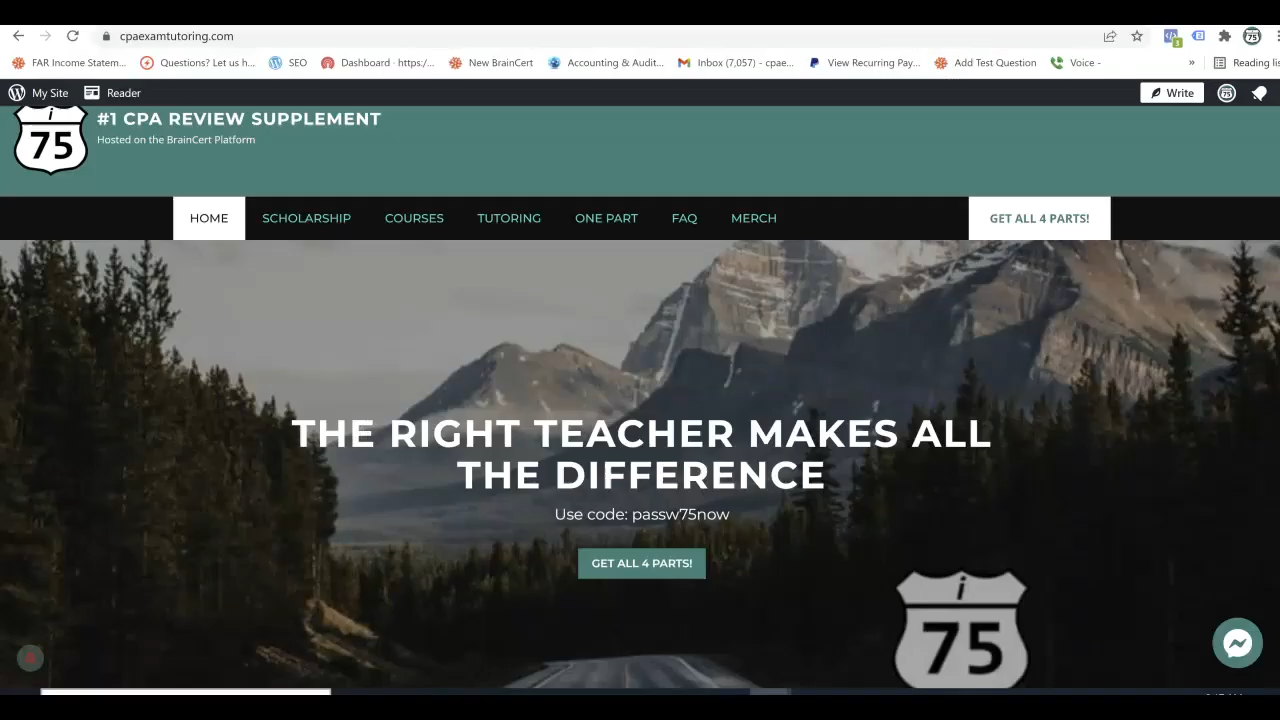 cpaexamtutoring.com
FAR Income Statem... Questions? Let us h... SEO Dashboard · https:/... New BrainCert Accounting & Audit... Inbox (7,057) - cpae... View Recurring Pay... Add Test Question Voice - » Reading lis
My Site Reader Write
i
75
#1 CPA REVIEW SUPPLEMENT
Hosted on the BrainCert Platform
HOME SCHOLARSHIP COURSES TUTORING ONE PART FAQ MERCH GET ALL 4 PARTS!
THE RIGHT TEACHER MAKES ALL
THE DIFFERENCE
Use code: passw75now
GET ALL 4 PARTS!
i
75